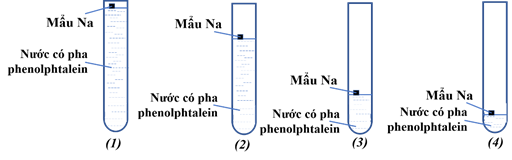 Mẩu Na
Nước có pha
phenolphtalein
(1)
Mẩu Na
Nước có pha
phenolphtalein
(2)
Mẩu Na
Nước có pha
phenolphtalein
(3)
Mẩu Na
Nước có pha
phenolphtalein
(4)